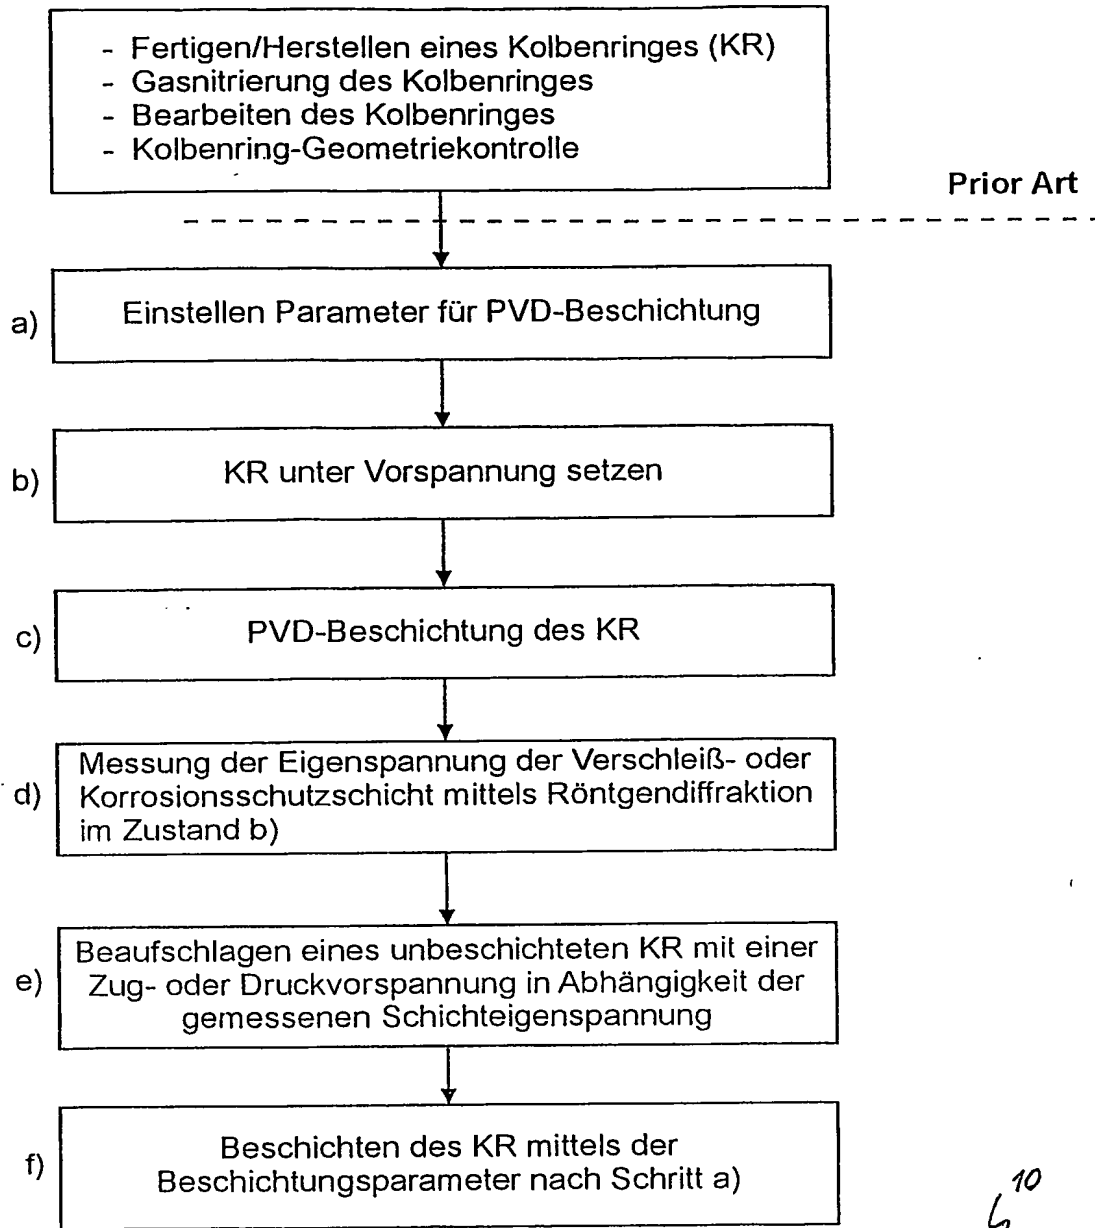 - Fertigen/Herstellen eines Kolbenringes (KR)
- Gasnitrierung des Kolbenringes
- Bearbeiten des Kolbenringes
- Kolbenring-Geometriekontrolle
Prior Art
a) Einstellen Parameter für PVD-Beschichtung
b) KR unter Vorspannung setzen
c) PVD-Beschichtung des KR
Messung der Eigenspannung der Verschleiß- oder
d) Korrosionsschutzschicht mittels Röntgendiffraktion
im Zustand b)
Beaufschlagen eines unbeschichteten KR mit einer
e) Zug- oder Druckvorspannung in Abhängigkeit der
gemessenen Schichteigenspannung
f) Beschichten des KR mittels der
Beschichtungsparameter nach Schritt a)
10